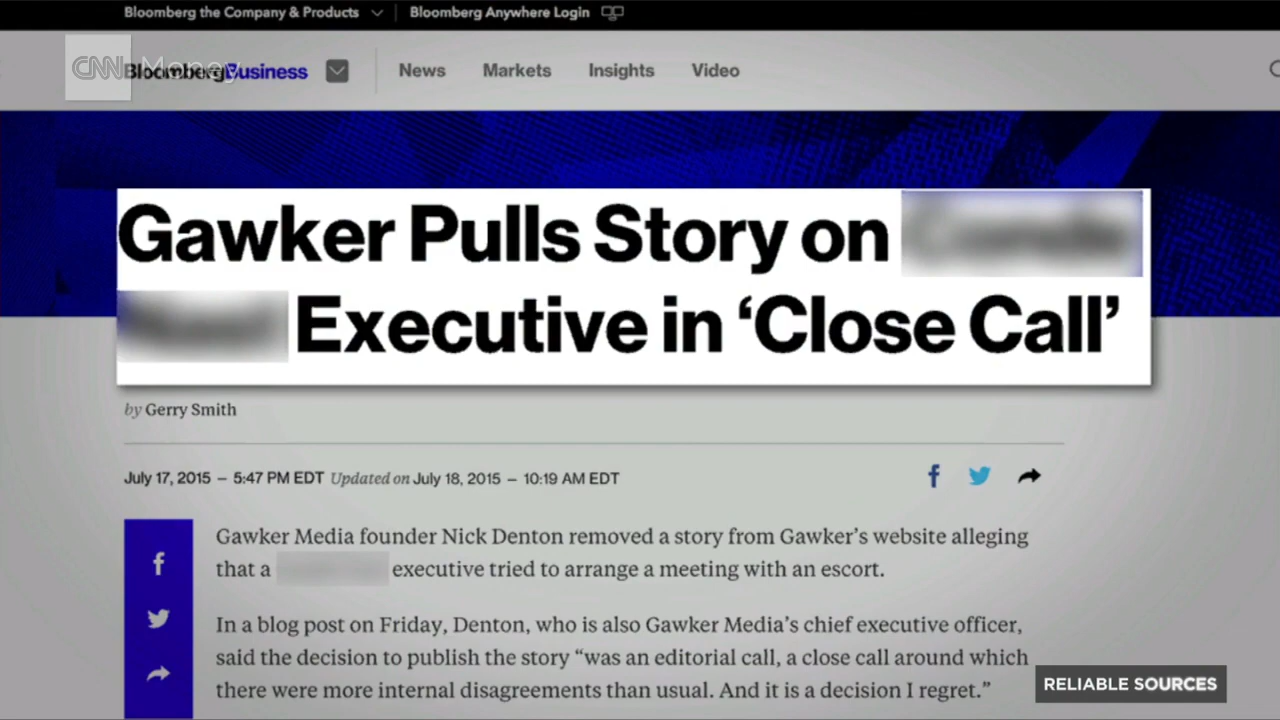 Bloomberg the Company & Products
Bloomberg Anywhere Login
CNN Money
BloombergBusiness
News
Markets
Insights
Video
Gawker Pulls Story on
Executive in ‘Close Call’
by Gerry Smith
July 17, 2015 – 5:47 PM EDT Updated on July 18, 2015 – 10:19 AM EDT
Gawker Media founder Nick Denton removed a story from Gawker’s website alleging
that a executive tried to arrange a meeting with an escort.
In a blog post on Friday, Denton, who is also Gawker Media’s chief executive officer,
said the decision to publish the story “was an editorial call, a close call around which
there were more internal disagreements than usual. And it is a decision I regret.”
RELIABLE SOURCES